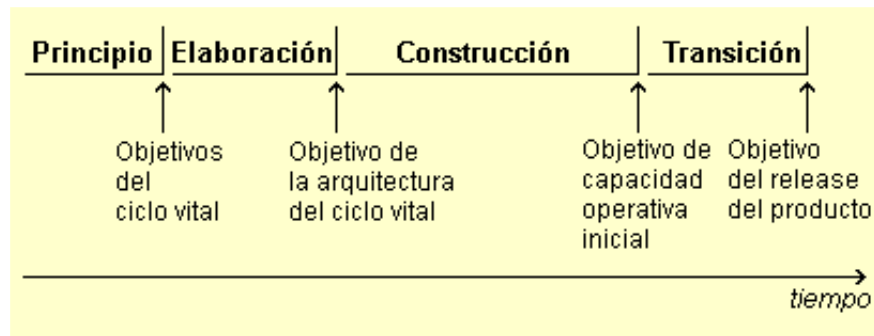 Principio Elaboración Construcción Transición
Objetivos
del
ciclo vital
Objetivo de
la arquitectura
del ciclo vital
Objetivo de
capacidad
operativa
inicial
Objetivo
del release
del producto
tiempo